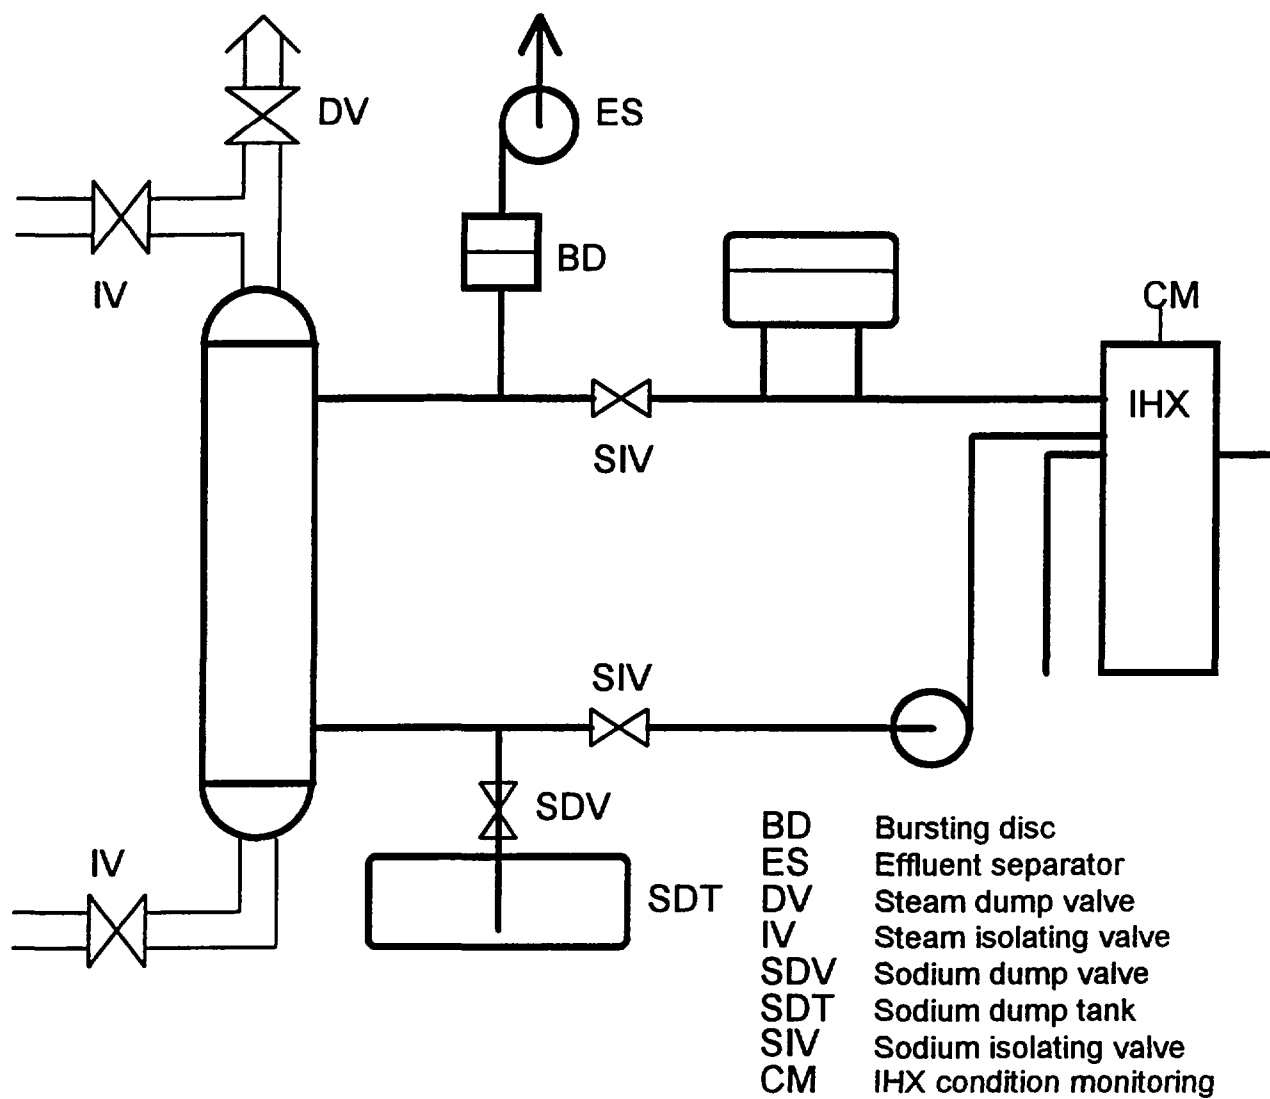 DV
ES
BD
IV
CM
IHX
SIV
SIV
SDV
IV
SDT
BD Bursting disc
ES Effluent separator
DV Steam dump valve
IV Steam isolating valve
SDV Sodium dump valve
SDT Sodium dump tank
SIV Sodium isolating valve
CM IHX condition monitoring